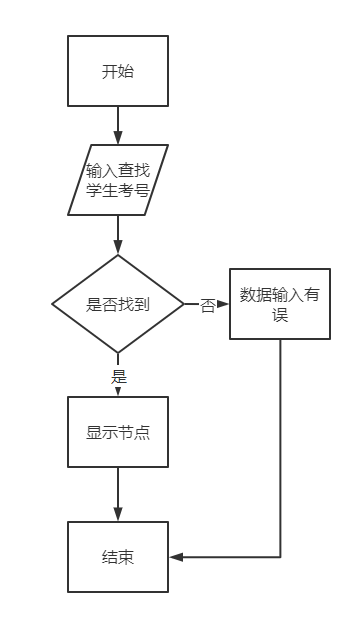 开始
输入查找
学生考号
是否找到
否
数据输入有
误
是
显示节点
结束